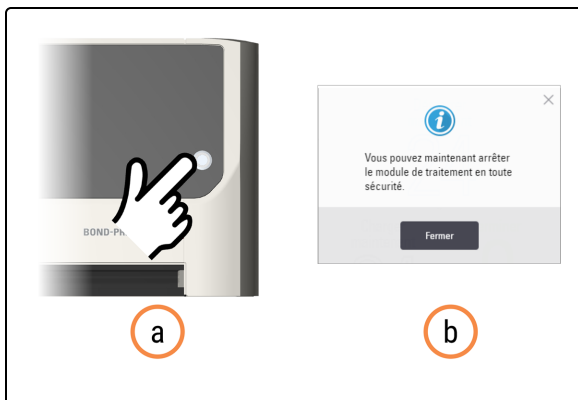 BOND-PR
Vous pouvez maintenant arrêter
le module de traitement en toute
sécurité.
Fermer
a
b